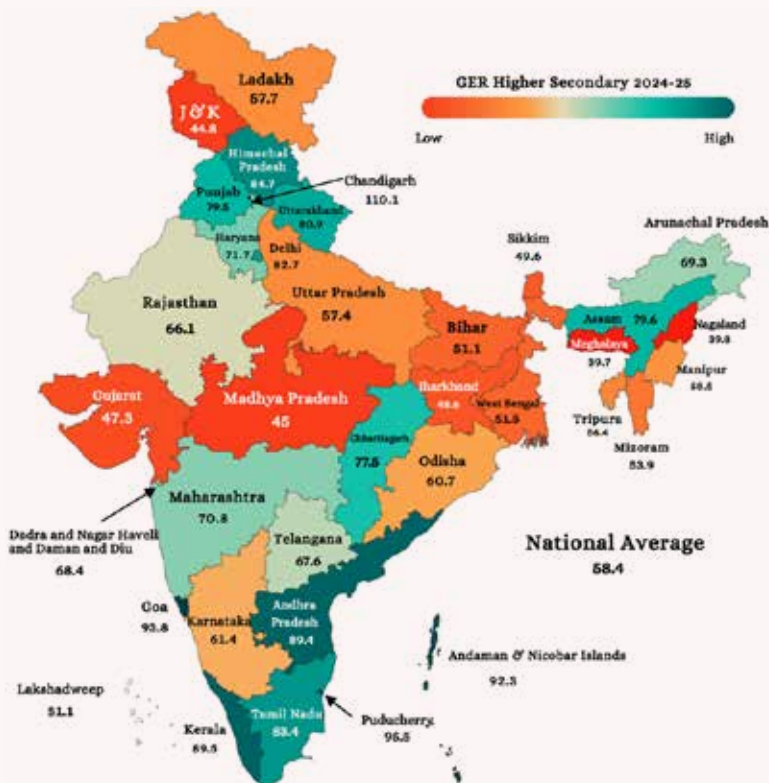 Ladakh
57.7
GER Higher Secondary 2024-25
Low
High
J & K
44.8
Himachal
Pradesh
84.7
Chandigarh
110.1
Punjab
79.5
Uttarakhand
80.9
Haryana
71.7
Delhi
82.7
Sikkim
49.6
Arunachal Pradesh
69.3
Rajasthan
66.1
Uttar Pradesh
57.4
Bihar
51.1
Assam 79.6
Nagaland
39.8
Meghalaya
39.7
Manipur
Gujarat
47.3
Madhya Pradesh
45
Jharkhand
West Bengal
51.5
Tripura
Mizoram
53.9
Chhattisgarh
77.5
Odisha
60.7
Maharashtra
70.8
Dadra and Nagar Haveli
and Daman and Diu
68.4
Telangana
67.6
National Average
58.4
Goa
93.8
Karnataka
61.4
Andhra
Pradesh
89.4
Andaman & Nicobar Islands
92.3
Lakshadweep
51.1
Kerala
89.5
Tamil Nadu
83.4
Puducherry
95.5